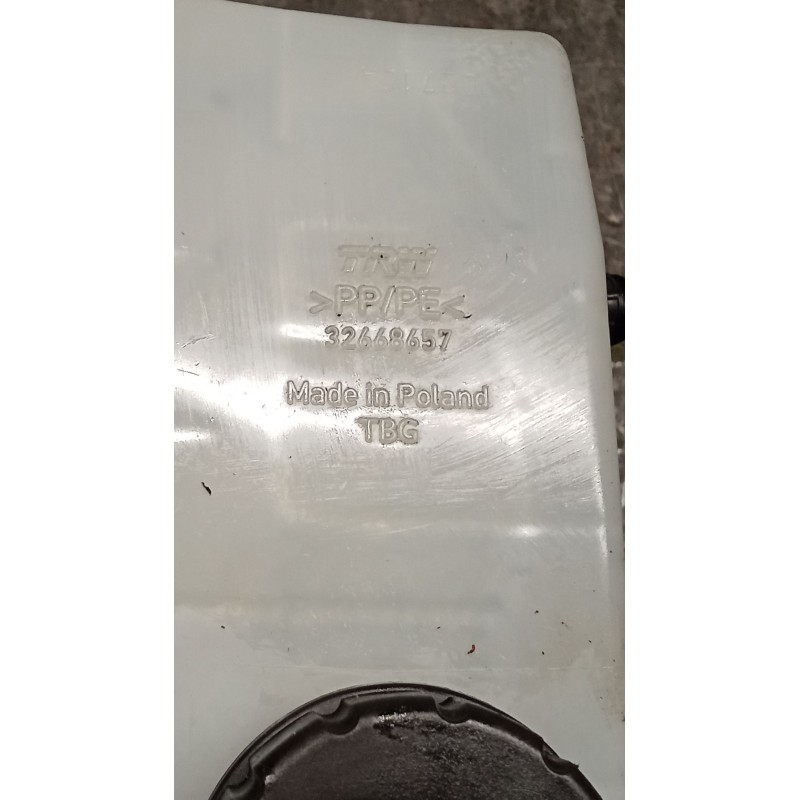 TRW
>PP/PE<
32668657
Made in Poland
TBG